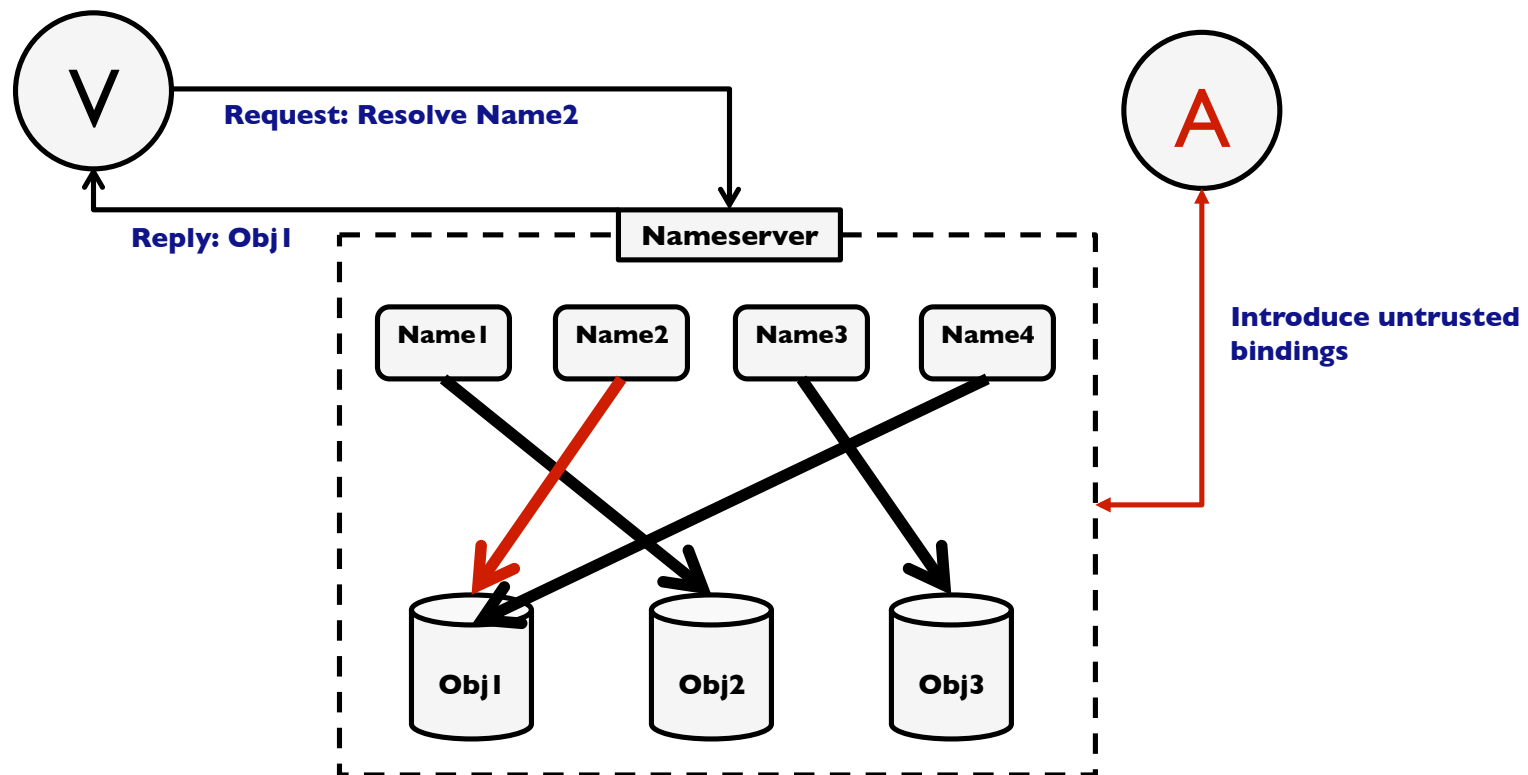 V
A
Request: Resolve Name2
Reply: Obj1
Nameserver
Name1
Name2
Name3
Name4
Introduce untrusted
bindings
Obj1
Obj2
Obj3